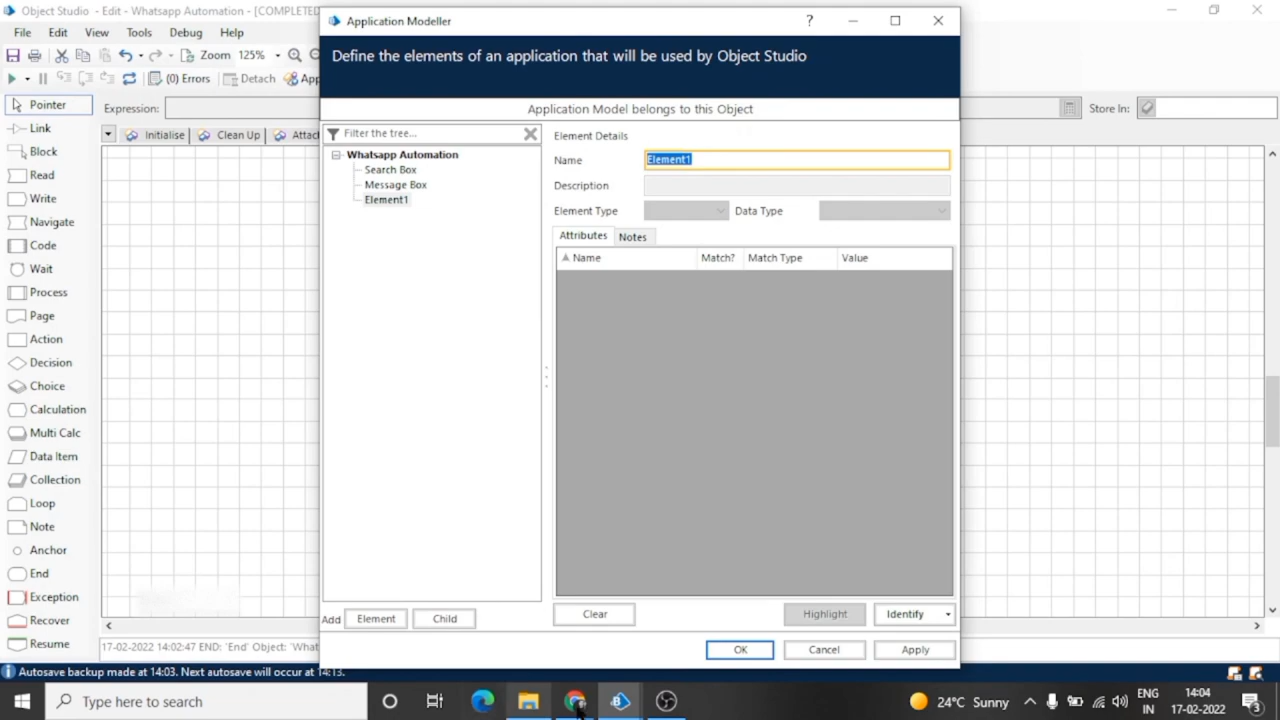 Object Studio - Edit - Whatsapp Automation - [COMPLETED
Application Modeller
?
File Edit View Tools Debug Help
Define the elements of an application that will be used by Object Studio
Zoom 125%
(0) Errors Detach App
Pointer
Expression:
Application Model belongs to this Object
Store In:
Link
Initialise Clean Up Attach
Filter the tree...
Element Details
Block
Whatsapp Automation
Name Element1
Read
Search Box
Message Box
Description
Write
Element1
Element Type Data Type
Navigate
Attributes Notes
Code
Name Match? Match Type Value
Wait
Process
Page
Action
Decision
Choice
Calculation
Multi Calc
Data Item
Collection
Loop
Note
Anchor
End
Exception
Recover
Resume
Add Element Child
Clear Highlight Identify
OK Cancel Apply
17-02-2022 14:02:47 END: 'End' Object: 'What
Autosave backup made at 14:03. Next autosave will occur at 14:13.
Type here to search
24°C Sunny
ENG
IN
14:04
17-02-2022
3